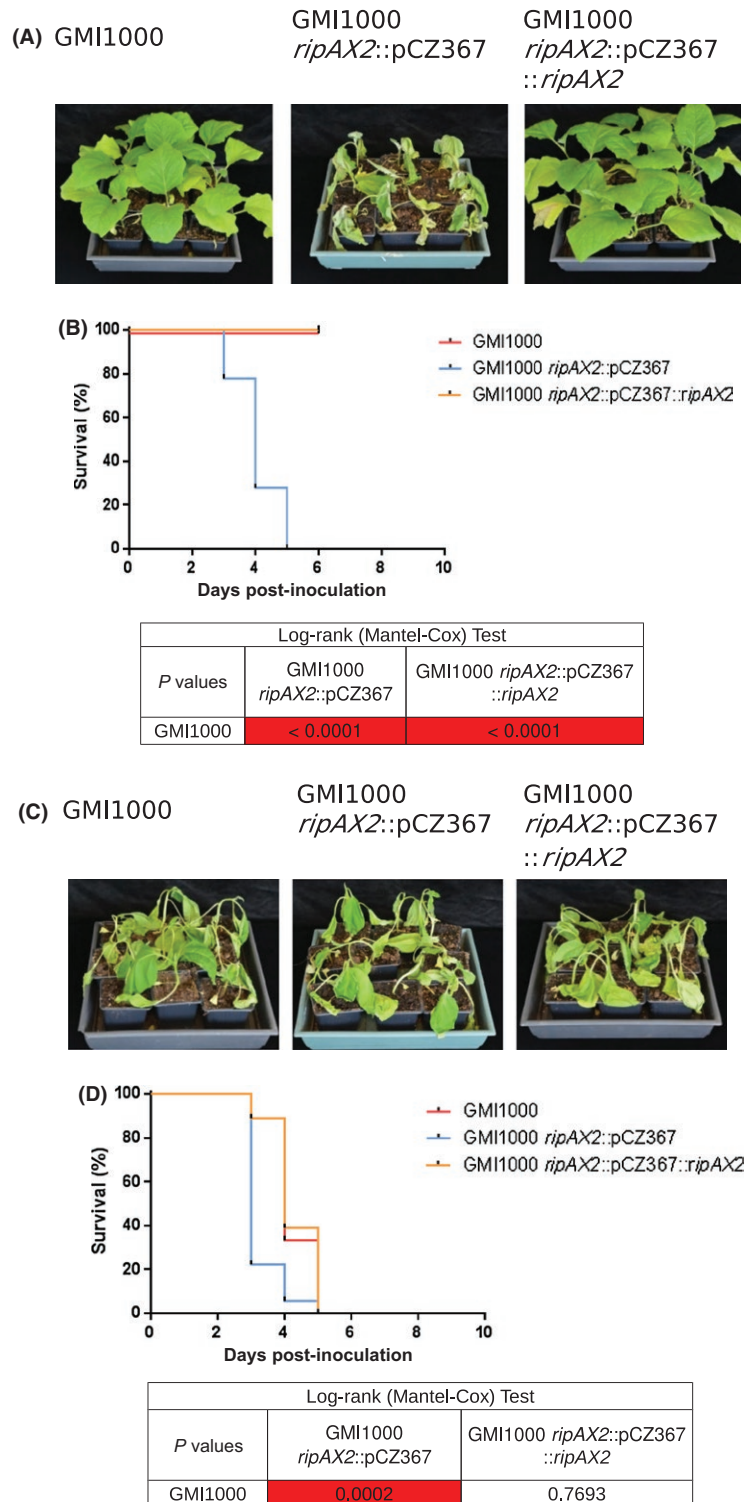 (A) GMI1000
GMI1000
ripAX2::pCZ367
GMI1000
ripAX2::pCZ367
::ripAX2
(B)
100
80
60
40
20
0
Survival (%)
0 2 4 6 8 10
Days post-inoculation
GMI1000
GMI1000 ripAX2::pCZ367
GMI1000 ripAX2::pCZ367::ripAX2
Log-rank (Mantel-Cox) Test
P values
GMI1000
ripAX2::pCZ367
GMI1000 ripAX2::pCZ367
::ripAX2
GMI1000 < 0.0001 < 0.0001
(C) GMI1000
GMI1000
ripAX2::pCZ367
GMI1000
ripAX2::pCZ367
::ripAX2
(D)
100
80
60
40
20
0
Survival (%)
0 2 4 6 8 10
Days post-inoculation
GMI1000
GMI1000 ripAX2::pCZ367
GMI1000 ripAX2::pCZ367::ripAX2
Log-rank (Mantel-Cox) Test
P values
GMI1000
ripAX2::pCZ367
GMI1000 ripAX2::pCZ367
::ripAX2
GMI1000 0,0002 0,7693